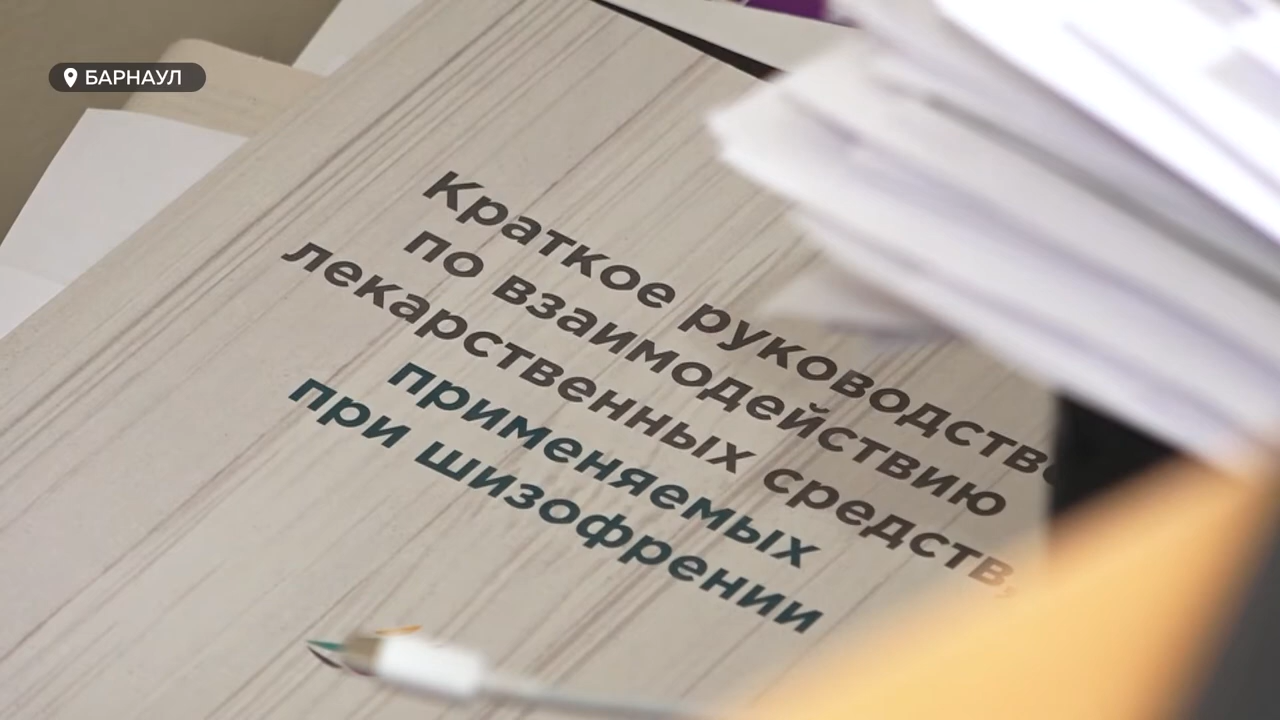 БАРНАУЛ
Краткое руководство
по взаимодействию
лекарственных средств,
применяемых
при шизофрении